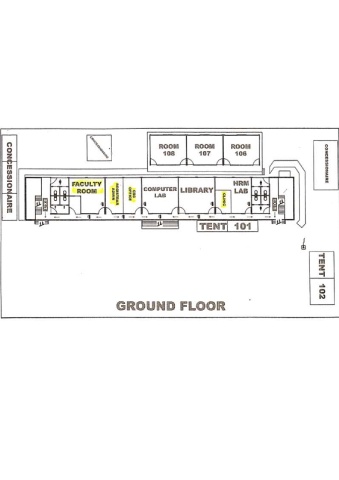 CONCESSIONAIRE
ROOM
108
ROOM
107
ROOM
106
CONCESSIONAIRE
FACULTY
ROOM
COMPUTER
LAB
LIBRARY
CLINIC
HRM
LAB
TENT 101
TENT 102
GROUND FLOOR